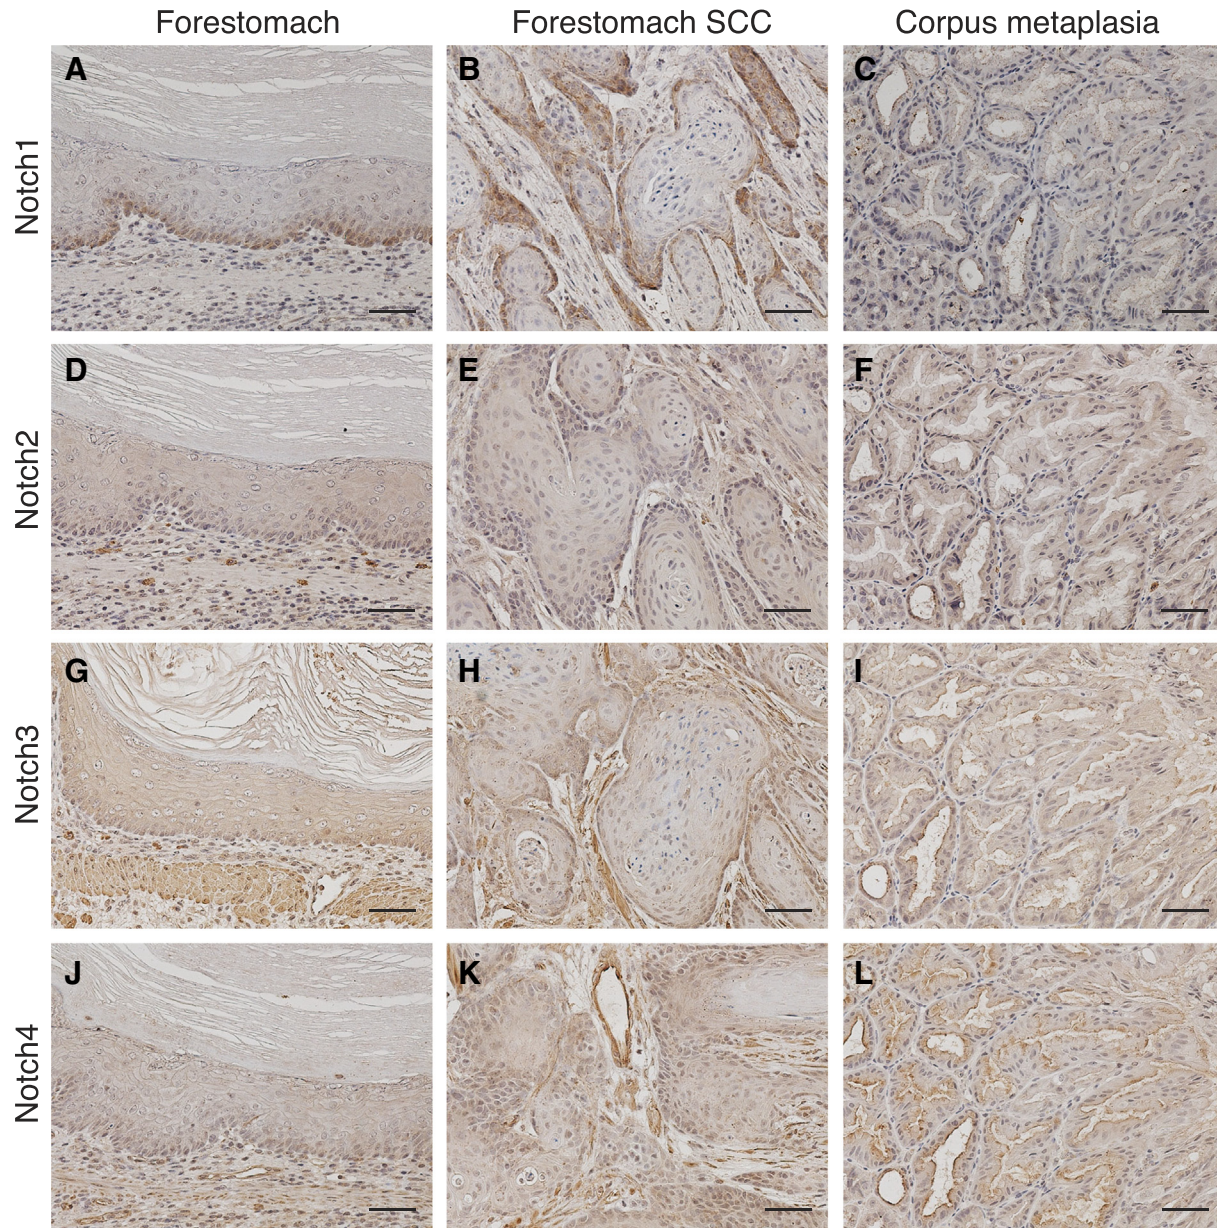 Forestomach Forestomach SCC Corpus metaplasia
Notch1 A B C
Notch2 D E F
Notch3 G H I
Notch4 J K L